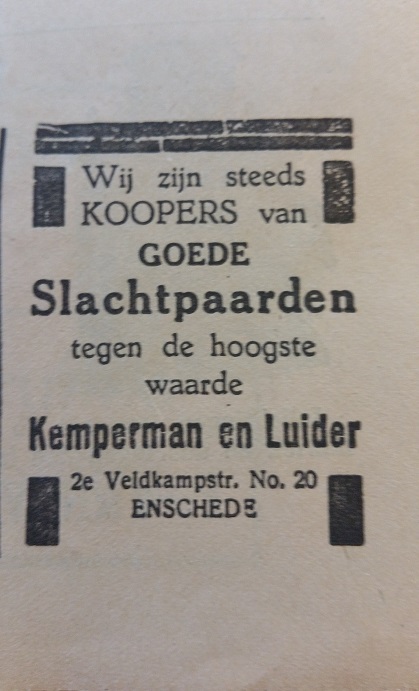 Wij zijn steeds
KOOPERS van
GOEDE
Slachtpaarden
tegen de hoogste
waarde
Kemperman en Luider
2e Veldkampstr. No. 20
ENSCHEDE